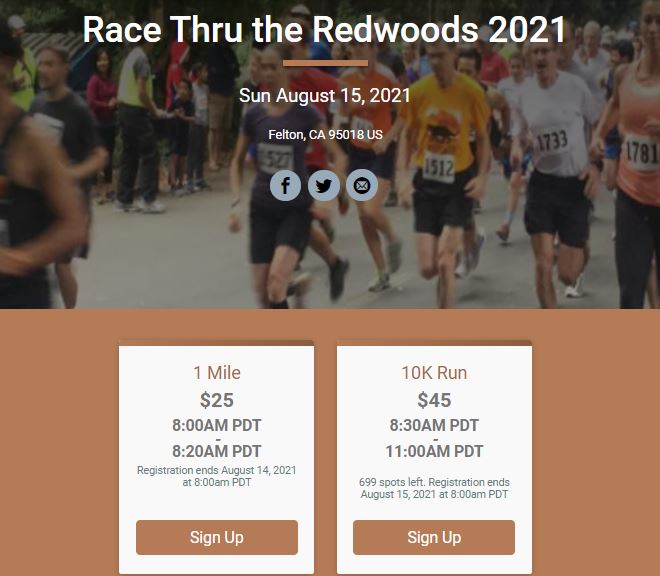 Race Thru the Redwoods 2021
Sun August 15, 2021
Felton, CA 95018 US
527
1512
1733
1781
1 Mile
$25
8:00AM PDT
-
8:20AM PDT
Registration ends August 14, 2021
at 8:00am PDT
Sign Up
10K Run
$45
8:30AM PDT
-
11:00AM PDT
699 spots left. Registration ends
August 15, 2021 at 8:00am PDT
Sign Up